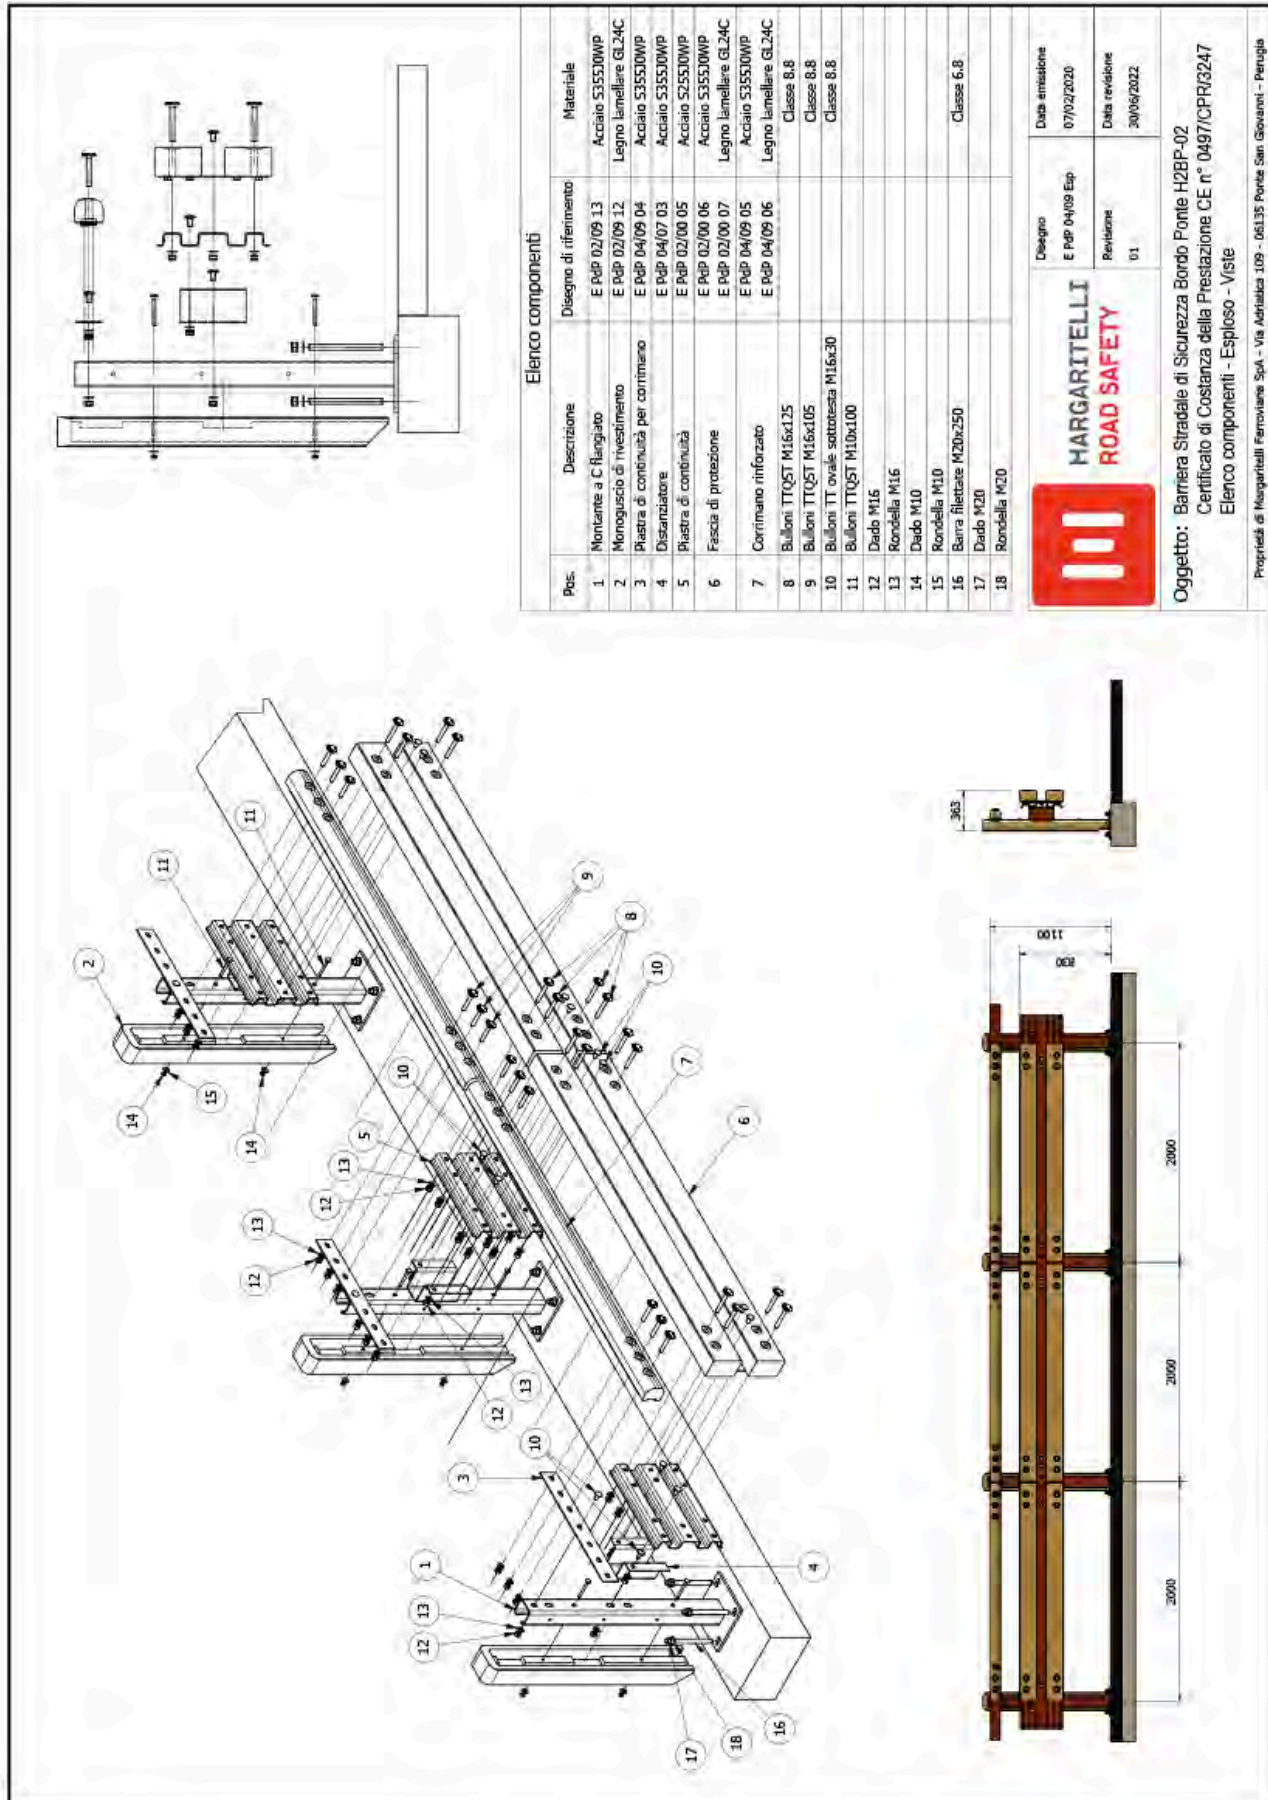 Elenco componenti
Pos. Descrizione Disegno di riferimento Materiale
1 Montante a C flangiato E PdP 02/09 13 Acciaio S355J0WP
2 Monoguscio di rivestimento E PdP 02/09 12 Legno lamellare GL24C
3 Piastra di continuità per corrimano E PdP 04/09 04 Acciaio S355J0WP
4 Distanziatore E PdP 04/07 03 Acciaio S355J0WP
5 Piastra di continuità E PdP 02/00 05 Acciaio S255J0WP
6 Fascia di protezione E PdP 02/00 06 Acciaio S355J0WP
E PdP 02/00 07 Legno lamellare GL24C
7 Corrimano rinforzato E PdP 04/09 05 Acciaio S355J0WP
E PdP 04/09 06 Legno lamellare GL24C
8 Bulloni TTQST M16x125 Classe 8.8
9 Bulloni TTQST M16x105 Classe 8.8
10 Bulloni TT ovale sottotesta M16x30 Classe 8.8
11 Bulloni TTQST M10x100
12 Dado M16
13 Rondella M16
14 Dado M10
15 Rondella M10
16 Barra filettate M20x250 Classe 6.8
17 Dado M20
18 Rondella M20
MARGARITELLI
ROAD SAFETY
Disegno
E PdP 04/09 Esp
Data emissione
07/02/2020
Revisione
01
Data revisione
30/06/2022
Oggetto: Barriera Stradale di Sicurezza Bordo Ponte H2BP-02
Certificato di Costanza della Prestazione CE n° 0497/CPR/3247
Elenco componenti - Esploso - Viste
Proprietà di Margaritelli Ferroviaria SpA - Via Adriatica 109 - 06135 Ponte San Giovanni - Perugia
2
11
11
14
15
14
9
8
10
13
12
5
13
12
10
7
6
12
13
10
3
1
13
12
4
16
17
18
363
1100
830
2000
2000
2000